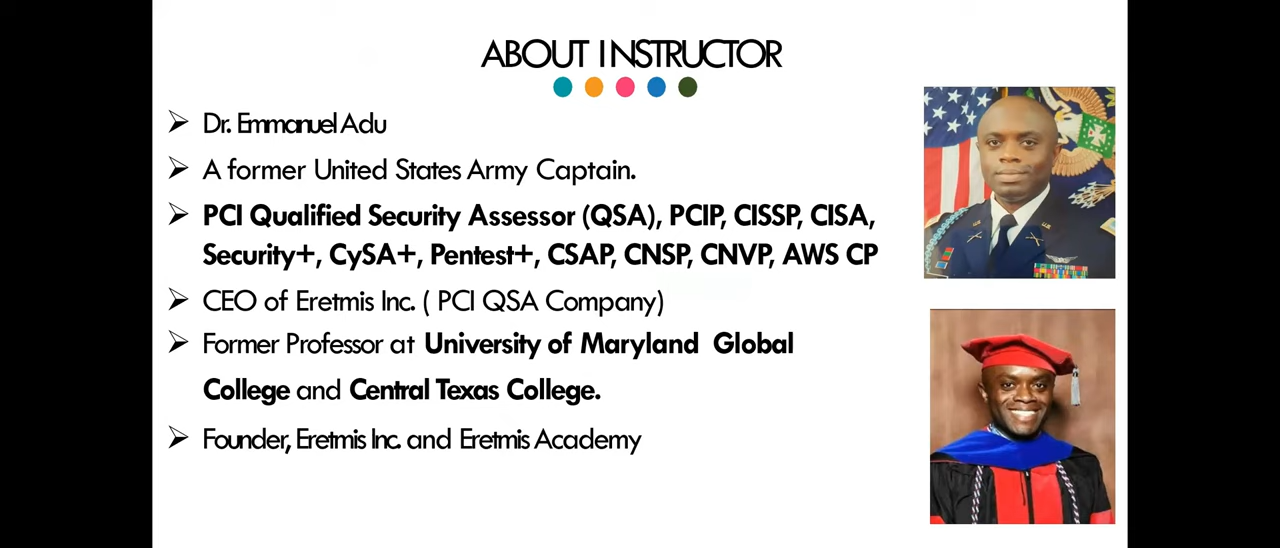 ABOUT INSTRUCTOR
Dr. Emmanuel Adu
A former United States Army Captain.
PCI Qualified Security Assessor (QSA), PCIP, CISSP, CISA,
Security+, CySA+, Pentest+, CSAP, CNSP, CNVP, AWS CP
CEO of Eretmis Inc. ( PCI QSA Company)
Former Professor at University of Maryland Global
College and Central Texas College.
Founder, Eretmis Inc. and Eretmis Academy